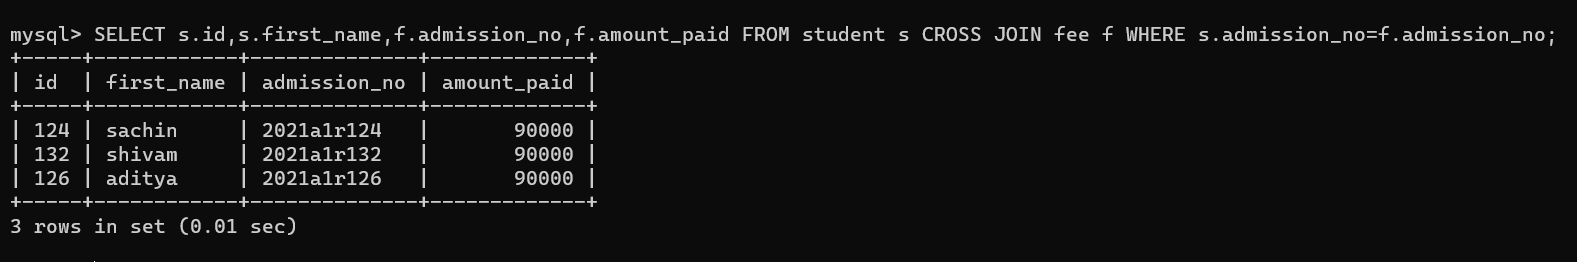 mysql> SELECT s.id,s.first_name,f.admission_no,f.amount_paid FROM student s CROSS JOIN fee f WHERE s.admission_no=f.admission_no;
+-----+------------+--------------+-------------+
| id  | first_name | admission_no | amount_paid |
+-----+------------+--------------+-------------+
| 124 | sachin     | 2021a1r124   |       90000 |
| 132 | shivam     | 2021a1r132   |       90000 |
| 126 | aditya     | 2021a1r126   |       90000 |
+-----+------------+--------------+-------------+
3 rows in set (0.01 sec)